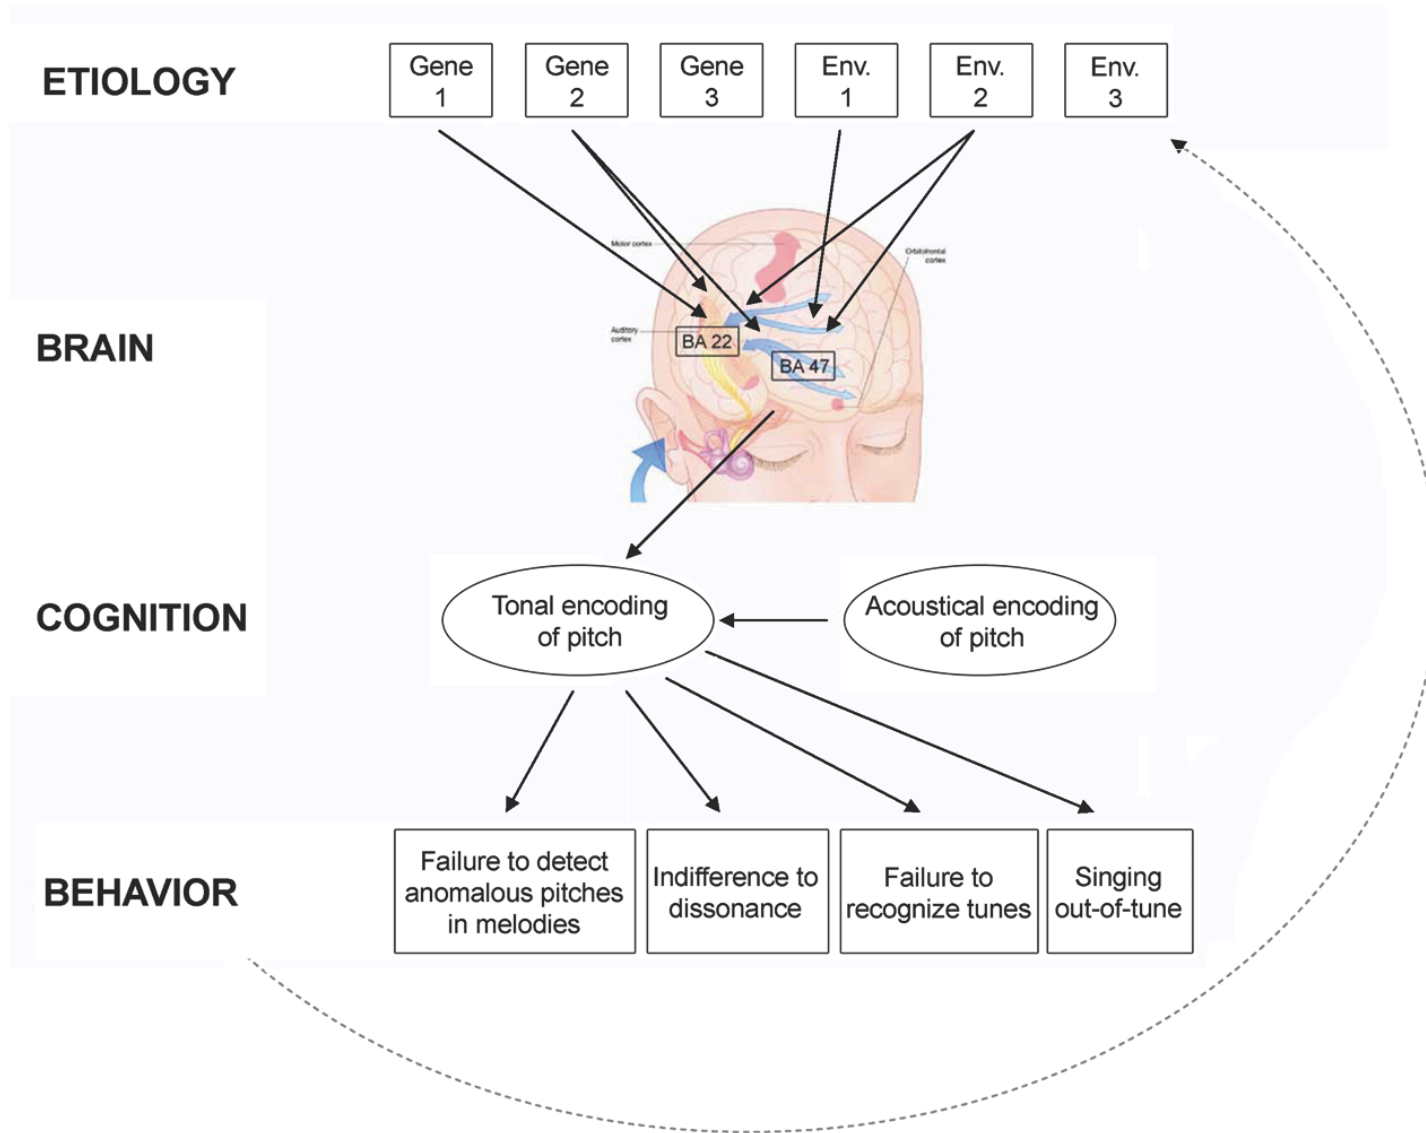 ETIOLOGY
Gene
1
Gene
2
Gene
3
Env.
1
Env.
2
Env.
3
Motor cortex
Orbitofrontal
cortex
BRAIN
Auditory
cortex
BA 22
BA 47
COGNITION
Tonal encoding
of pitch
Acoustical encoding
of pitch
BEHAVIOR
Failure to detect
anomalous pitches
in melodies
Indifference to
dissonance
Failure to
recognize tunes
Singing
out-of-tune